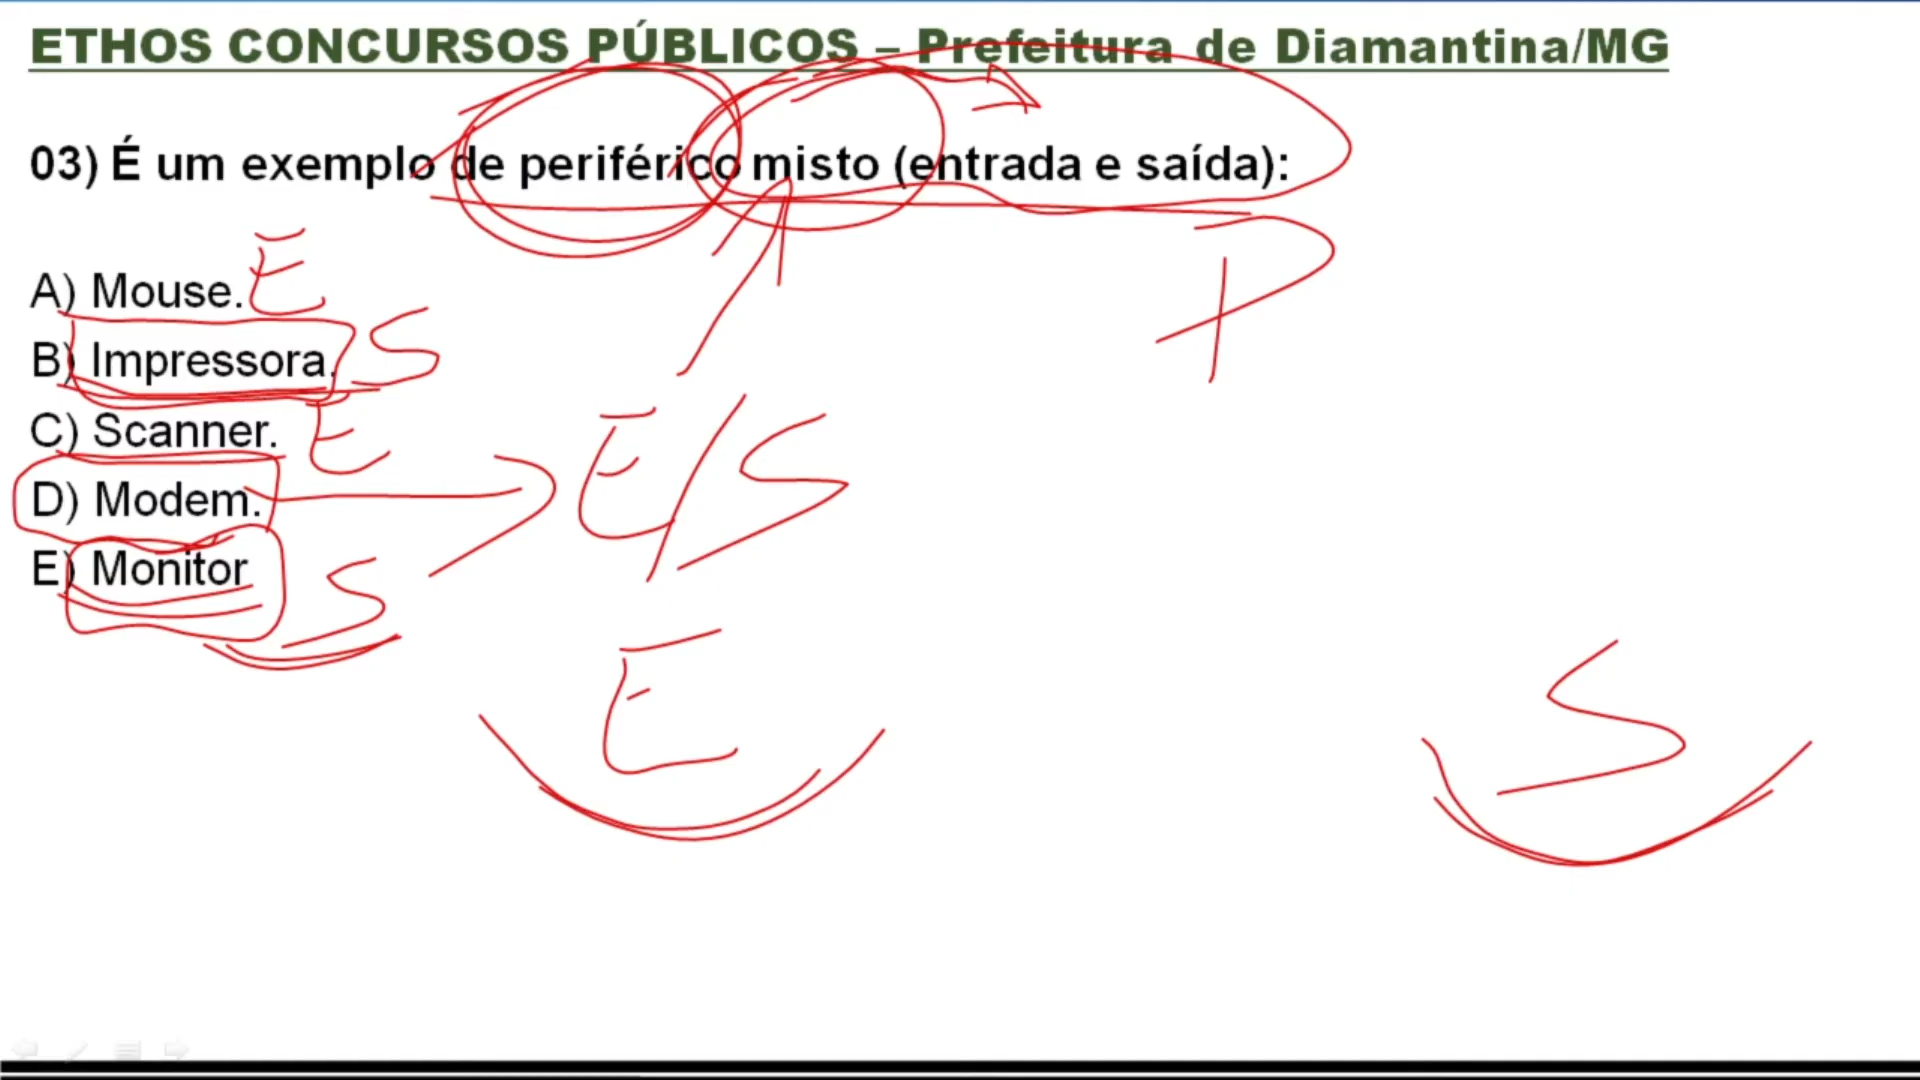 ETHOS CONCURSOS PÚBLICOS – Prefeitura de Diamantina/MG
03) É um exemplo de periférico misto (entrada e saída):
P
A) Mouse. E
B) Impressora. S
C) Scanner. E
D) Modem. E/S
E) Monitor S
E
S